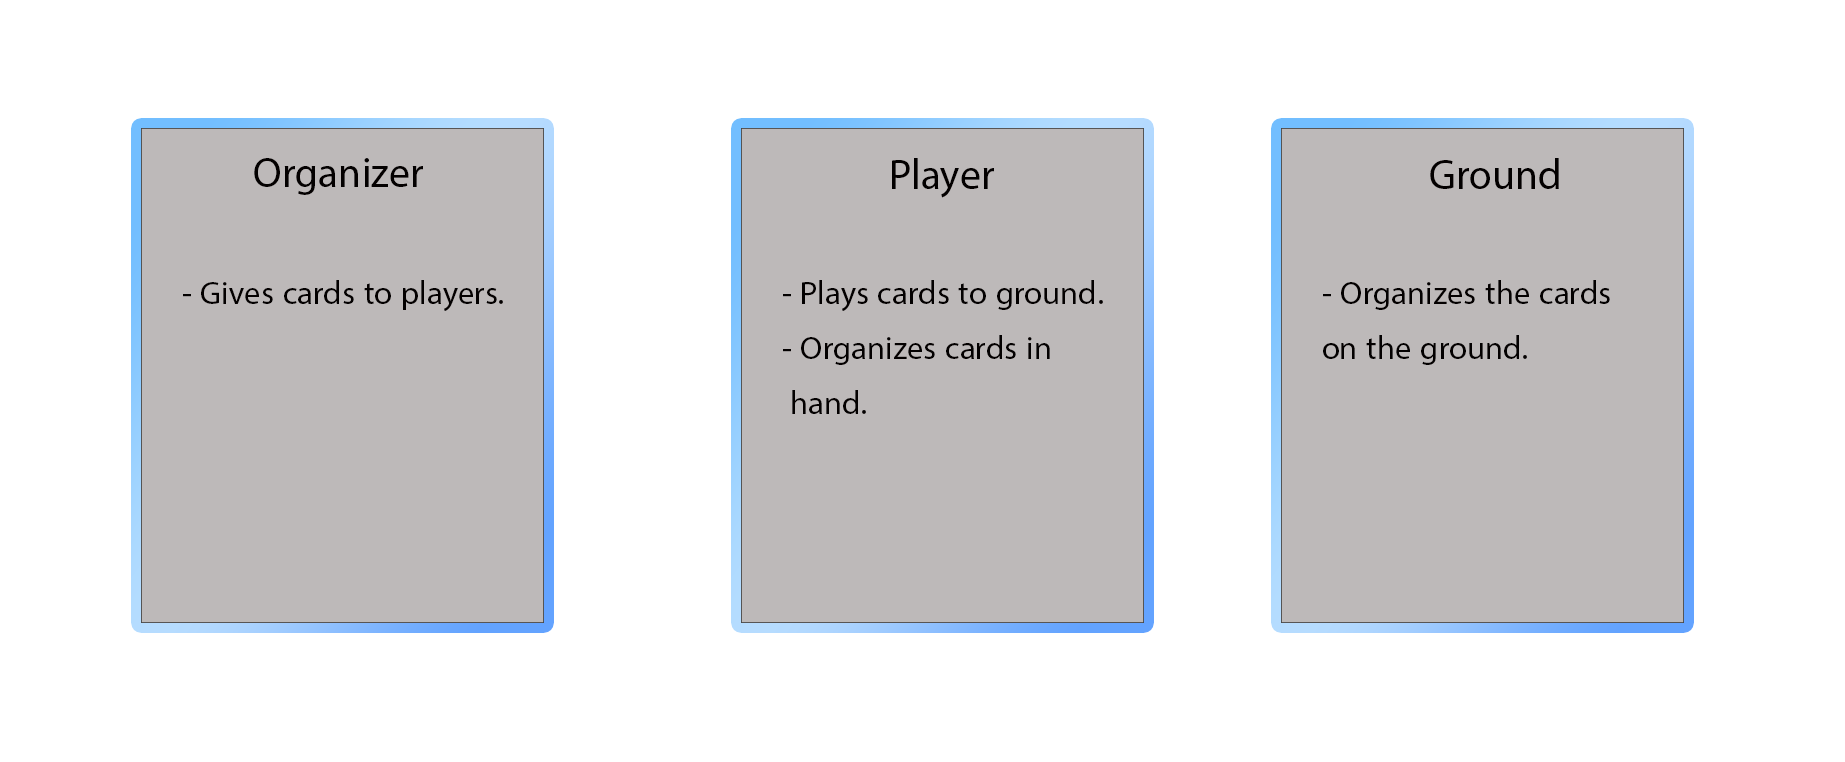 Organizer
- Gives cards to players.
Player
- Plays cards to ground.
- Organizes cards in
hand.
Ground
- Organizes the cards
on the ground.